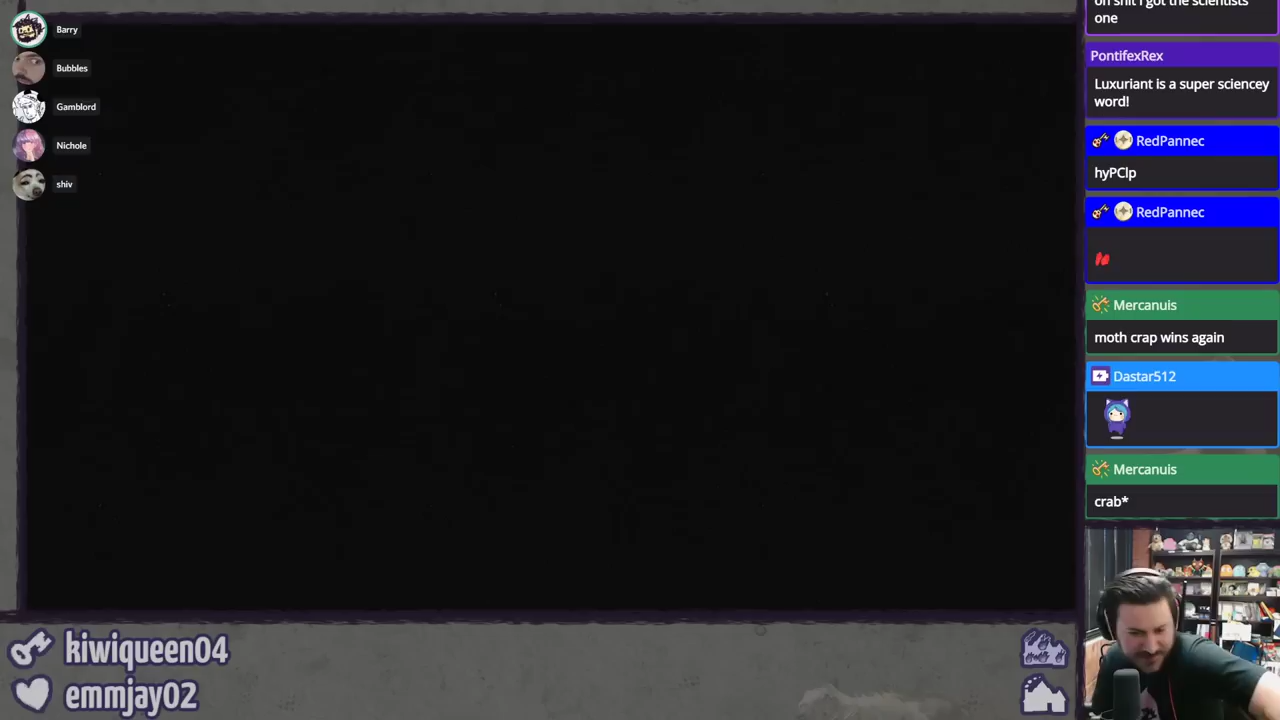 Barry
Bubbles
Gamblord
Nichole
shiv
oh shit i got the scientists
one
PontifexRex
Luxuriant is a super sciencey
word!
RedPannec
hyPClp
RedPannec
Mercanuis
moth crap wins again
Dastar512
Mercanuis
crab*
kiwiqueen04
emmjay02